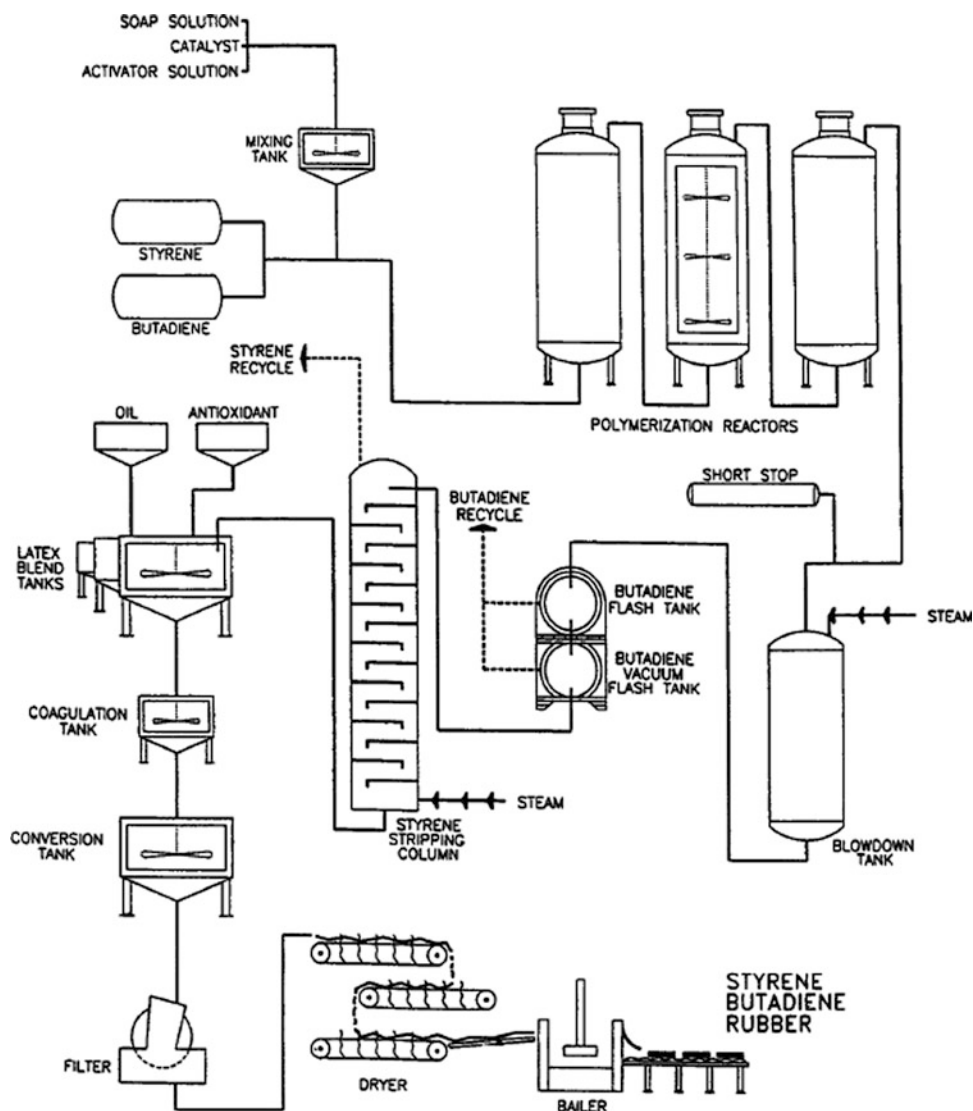 SOAP SOLUTION
CATALYST
ACTIVATOR SOLUTION
MIXING
TANK
STYRENE
BUTADIENE
POLYMERIZATION REACTORS
STYRENE
RECYCLE
OIL
ANTIOXIDANT
SHORT STOP
BUTADIENE
RECYCLE
LATEX
BLEND
TANKS
BUTADIENE
FLASH TANK
STEAM
BUTADIENE
VACUUM
FLASH TANK
COAGULATION
TANK
STEAM
STYRENE
STRIPPING
COLUMN
CONVERSION
TANK
BLOWDOWN
TANK
STYRENE
BUTADIENE
RUBBER
FILTER
DRYER
BAILER